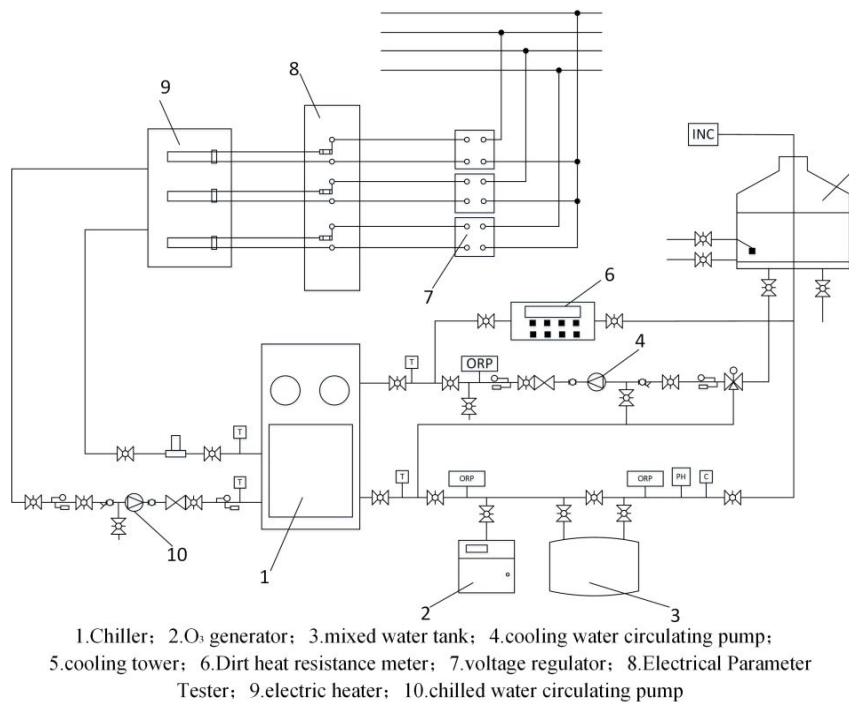 9
8
INC
7
6
4
T
ORP
T
T
T
ORP
ORP
PH
C
10
1
2
3
1.Chiller；2.O₃ generator；3.mixed water tank；4.cooling water circulating pump；
5.cooling tower；6.Dirt heat resistance meter；7.voltage regulator；8.Electrical Parameter
Tester；9.electric heater；10.chilled water circulating pump